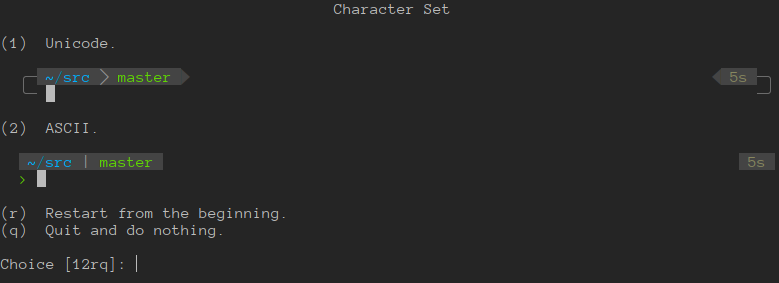 Character Set
(1)  Unicode.
~/src > master 5s
(2)  ASCII.
~/src | master 5s
>
(r)  Restart from the beginning.
(q)  Quit and do nothing.
Choice [12rq]: